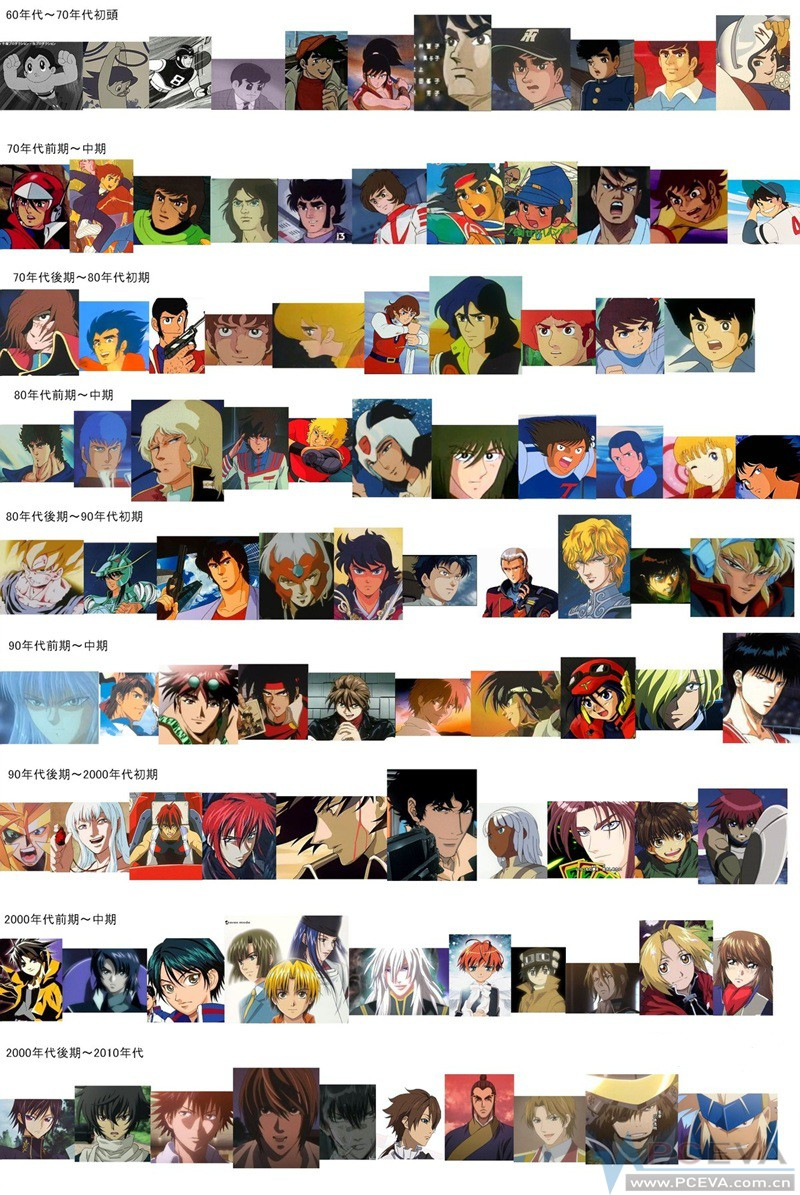 60年代～70年代初頭
70年代前期～中期
13
70年代後期～80年代初期
80年代前期～中期
80年代後期～90年代初期
90年代前期～中期
90年代後期～2000年代初期
2000年代前期～中期
2000年代後期～2010年代
PCEVA
www.PCEVA.com.cn